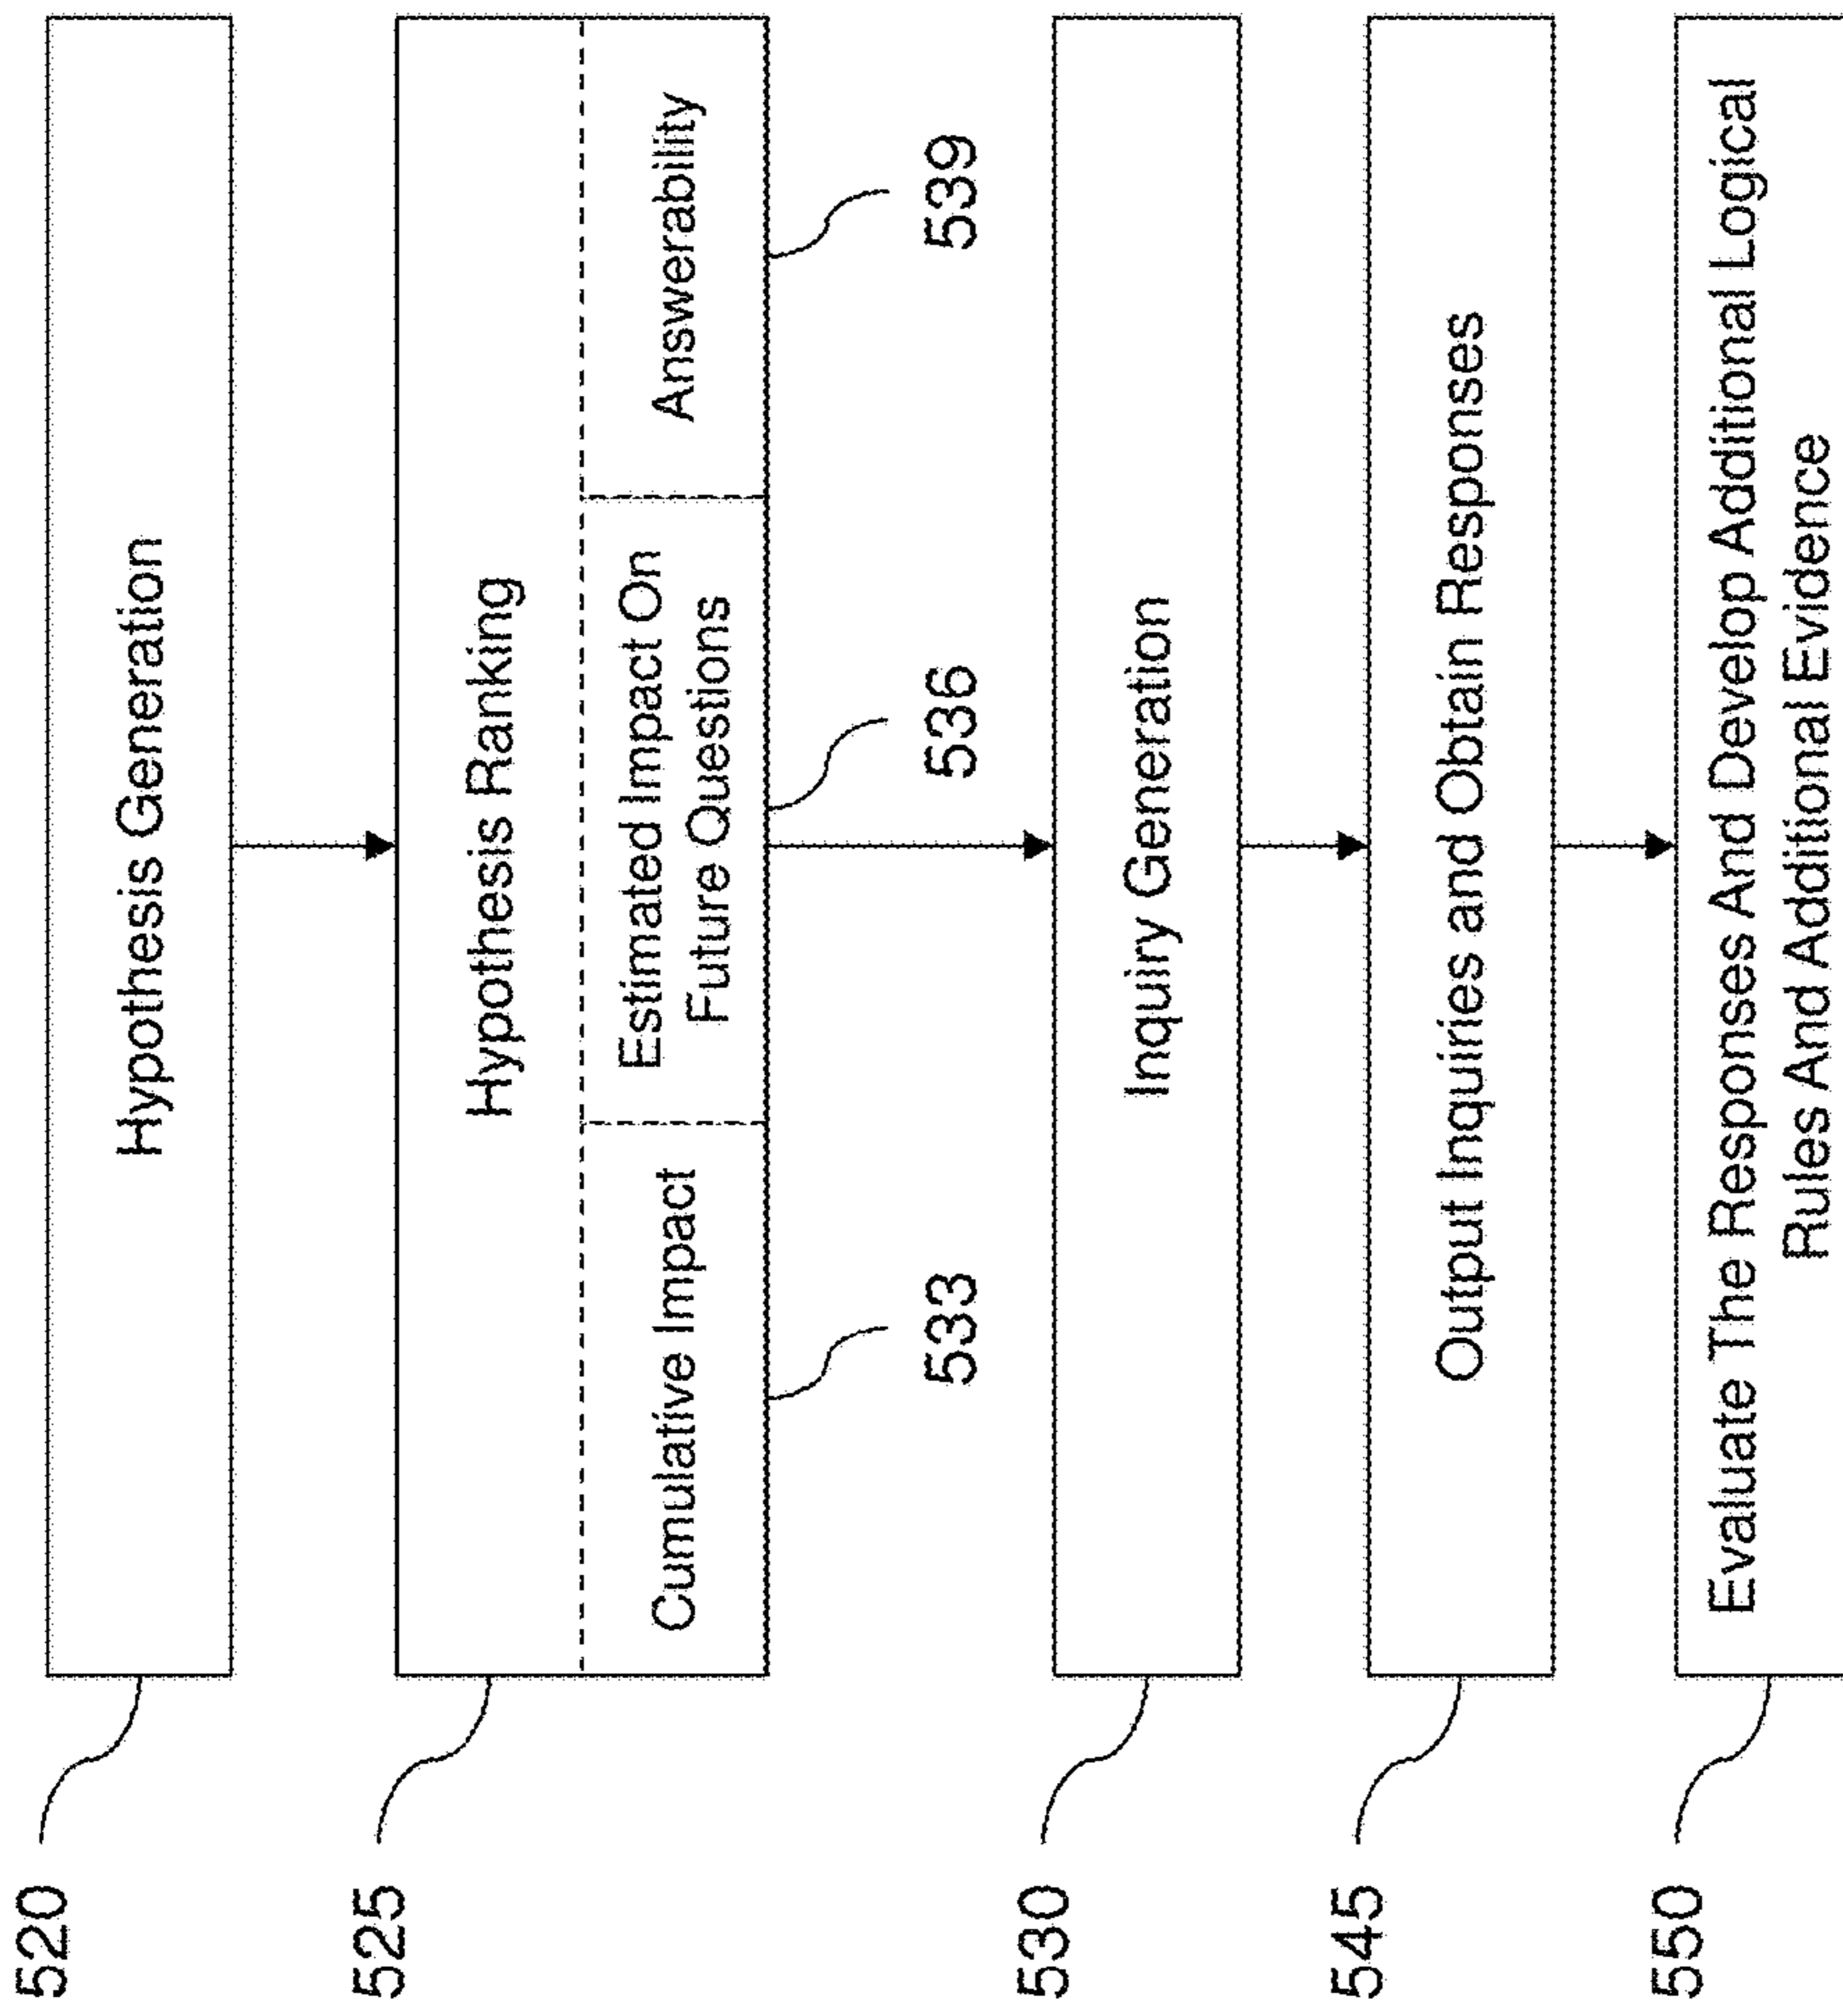 520
Hypothesis Generation
525
Hypothesis Ranking
Cumulative Impact
Estimated Impact On
Future Questions
Answerability
533
536
539
530
Inquiry Generation
545
Output Inquiries and Obtain Responses
550
Evaluate The Responses And Develop Additional Logical
Rules And Additional Evidence